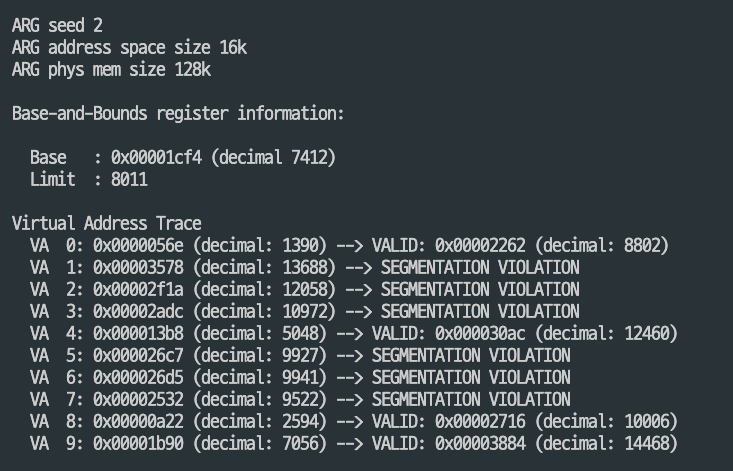 ARG seed 2
ARG address space size 16k
ARG phys mem size 128k
Base-and-Bounds register information:
Base : 0x00001cf4 (decimal 7412)
Limit : 8011
Virtual Address Trace
VA 0: 0x0000056e (decimal: 1390) --> VALID: 0x00002262 (decimal: 8802)
VA 1: 0x00003578 (decimal: 13688) --> SEGMENTATION VIOLATION
VA 2: 0x00002f1a (decimal: 12058) --> SEGMENTATION VIOLATION
VA 3: 0x00002adc (decimal: 10972) --> SEGMENTATION VIOLATION
VA 4: 0x000013b8 (decimal: 5048) --> VALID: 0x000030ac (decimal: 12460)
VA 5: 0x000026c7 (decimal: 9927) --> SEGMENTATION VIOLATION
VA 6: 0x000026d5 (decimal: 9941) --> SEGMENTATION VIOLATION
VA 7: 0x00002532 (decimal: 9522) --> SEGMENTATION VIOLATION
VA 8: 0x00000a22 (decimal: 2594) --> VALID: 0x00002716 (decimal: 10006)
VA 9: 0x00001b90 (decimal: 7056) --> VALID: 0x00003884 (decimal: 14468)